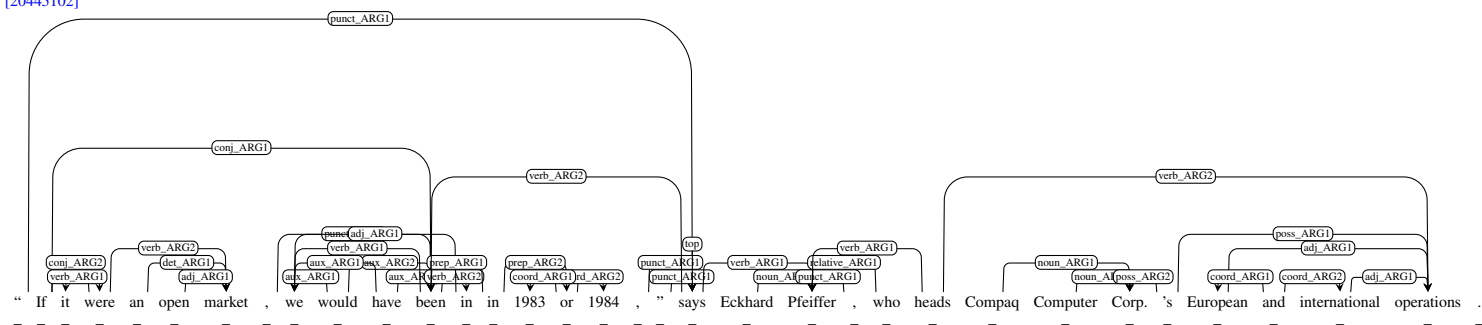 [20445102]
punct_ARG1
conj_ARG1
verb_ARG2 verb_ARG2
adj_ARG1 poss_ARG1
top
verb_ARG2 verb_ARG1 verb_ARG1 adj_ARG1
conj_ARG2 det_ARG1 aux_ARG1 aux_ARG2 prep_ARG1 prep_ARG2 punct_ARG1 verb_ARG1 relative_ARG1 noun_ARG1
verb_ARG1 adj_ARG1 aux_ARG1 verb_ARG2 coord_ARG1 punct_ARG1 punct_ARG1 poss_ARG2 coord_ARG1 coord_ARG2 adj_ARG1
“ If it were an open market , we would have been in in 1983 or 1984 , ” says Eckhard Pfeiffer , who heads Compaq Computer Corp. 's European and international operations .